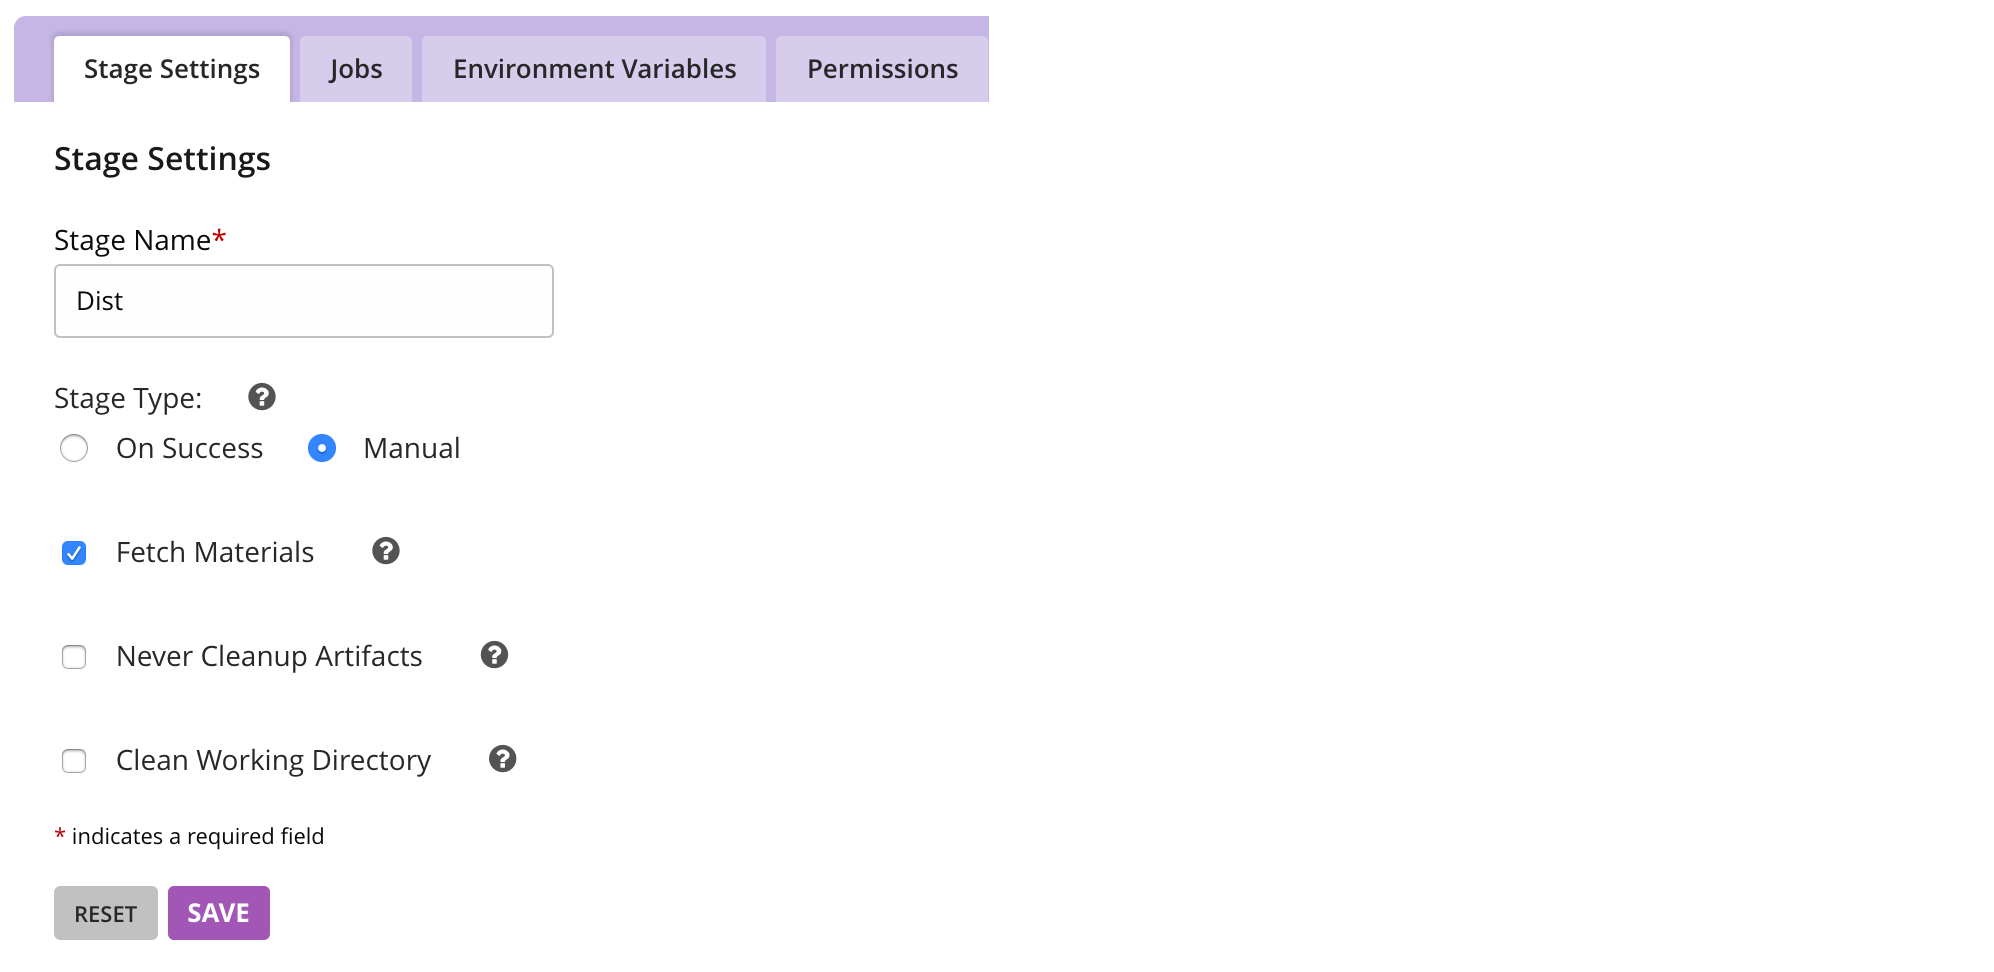 Stage Settings Jobs Environment Variables Permissions
Stage Settings
Stage Name*
Dist
Stage Type: ?
On Success Manual
Fetch Materials ?
Never Cleanup Artifacts ?
Clean Working Directory ?
* indicates a required field
RESET SAVE